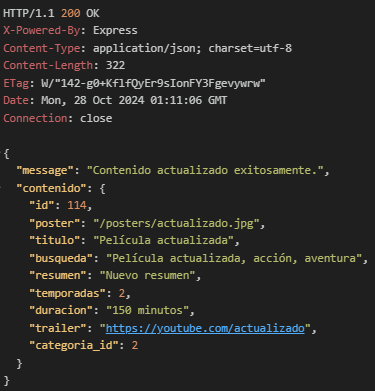 HTTP/1.1 200 OK
X-Powered-By: Express
Content-Type: application/json; charset=utf-8
Content-Length: 322
ETag: W/"142-g0+KflfQyEr9sIonFY3Fgevywrw"
Date: Mon, 28 Oct 2024 01:11:06 GMT
Connection: close
{
"message": "Contenido actualizado exitosamente.",
"contenido": {
"id": 114,
"poster": "/posters/actualizado.jpg",
"titulo": "Película actualizada",
"busqueda": "Película actualizada, acción, aventura",
"resumen": "Nuevo resumen",
"temporadas": 2,
"duracion": "150 minutos",
"trailer": "https://youtube.com/actualizado",
"categoria_id": 2
}
}